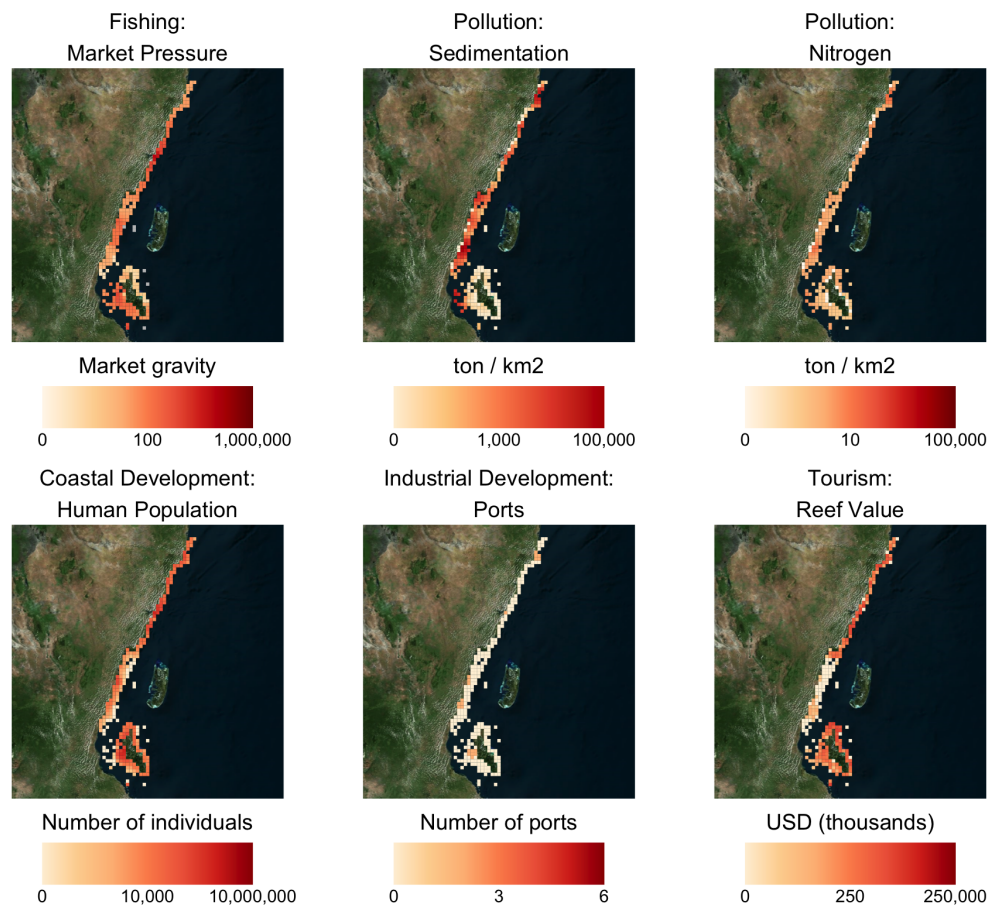 Fishing:
Market Pressure
Pollution:
Sedimentation
Pollution:
Nitrogen
Market gravity
0 100 1,000,000
ton / km2
0 1,000 100,000
ton / km2
0 10 100,000
Coastal Development:
Human Population
Industrial Development:
Ports
Tourism:
Reef Value
Number of individuals
0 10,000 10,000,000
Number of ports
0 3 6
USD (thousands)
0 250 250,000